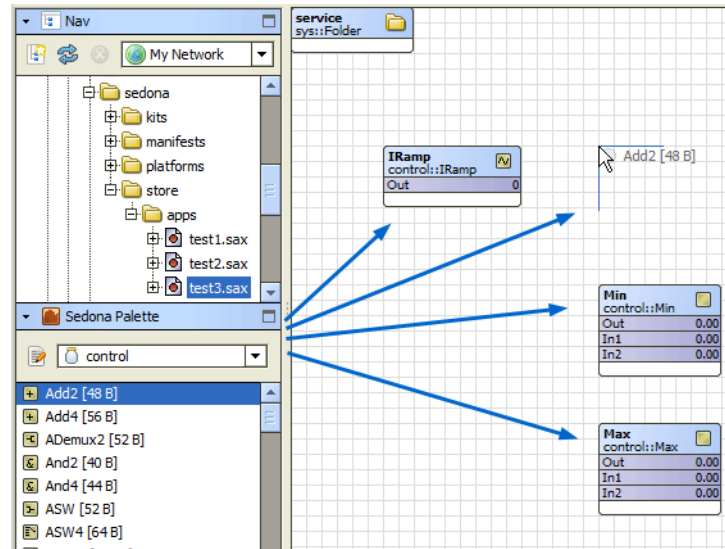 Nav
My Network
sedona
kits
manifests
platforms
store
apps
test1.sax
test2.sax
test3.sax
Sedona Palette
control
Add2 [48 B]
Add4 [56 B]
ADemux2 [52 B]
And2 [40 B]
And4 [44 B]
ASW [52 B]
ASW4 [64 B]
service
sys::Folder
IRamp
control::IRamp
Out 0
Add2 [48 B]
Min
control::Min
Out 0.00
In1 0.00
In2 0.00
Max
control::Max
Out 0.00
In1 0.00
In2 0.00